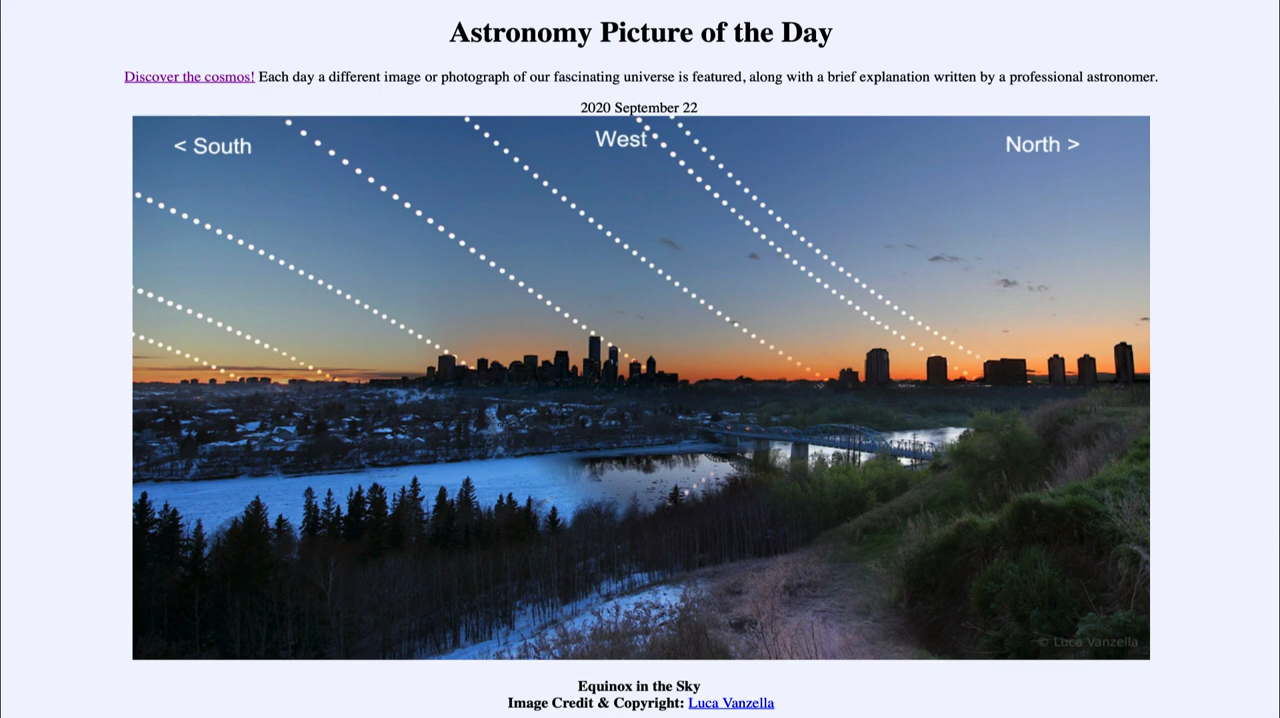 Astronomy Picture of the Day
Discover the cosmos! Each day a different image or photograph of our fascinating universe is featured, along with a brief explanation written by a professional astronomer.
2020 September 22
< South
West
North >
© Luca Vanzella
Equinox in the Sky
Image Credit & Copyright: Luca Vanzella